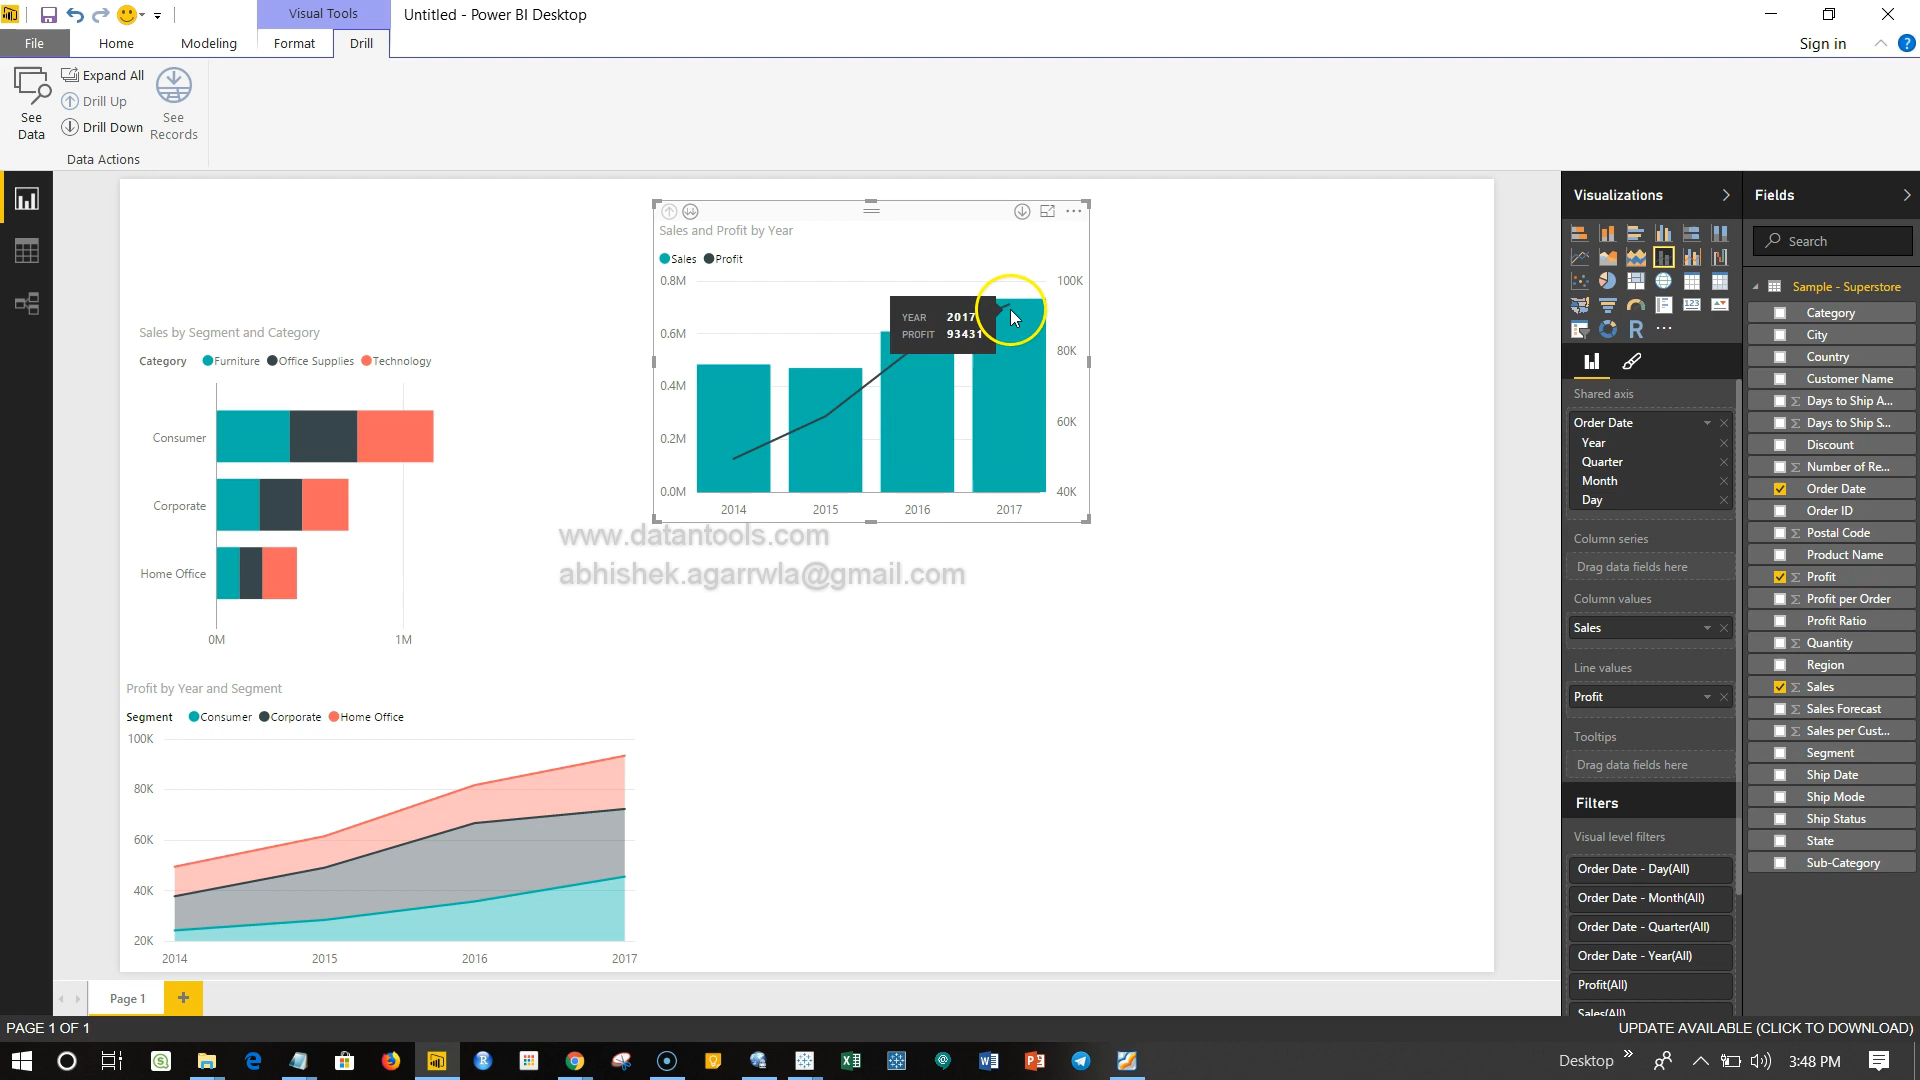 Visual Tools
Untitled - Power BI Desktop
File
Home
Modeling
Format
Drill
Sign in
?
See Data
Expand All
Drill Up
Drill Down
See Records
Data Actions
Sales and Profit by Year
Sales Profit
0.8M
0.6M
0.4M
0.2M
0.0M
100K
80K
60K
40K
YEAR 2017
PROFIT 93431
2014 2015 2016 2017
Sales by Segment and Category
Category Furniture Office Supplies Technology
Consumer
Corporate
Home Office
0M 1M
www.datantools.com
abhishek.agarrwla@gmail.com
Profit by Year and Segment
Segment Consumer Corporate Home Office
100K
80K
60K
40K
20K
2014 2015 2016 2017
Visualizations
R
123
Shared axis
Order Date
Year
Quarter
Month
Day
Column series
Drag data fields here
Column values
Sales
Line values
Profit
Tooltips
Drag data fields here
Filters
Visual level filters
Order Date - Day(All)
Order Date - Month(All)
Order Date - Quarter(All)
Order Date - Year(All)
Profit(All)
Sales(All)
Fields
Search
Sample - Superstore
Category
City
Country
Customer Name
Days to Ship A...
Days to Ship S...
Discount
Number of Re...
Order Date
Order ID
Postal Code
Product Name
Profit
Profit per Order
Profit Ratio
Quantity
Region
Sales
Sales Forecast
Sales per Cust...
Segment
Ship Date
Ship Mode
Ship Status
State
Sub-Category
Page 1
PAGE 1 OF 1
UPDATE AVAILABLE (CLICK TO DOWNLOAD)
Desktop
3:48 PM